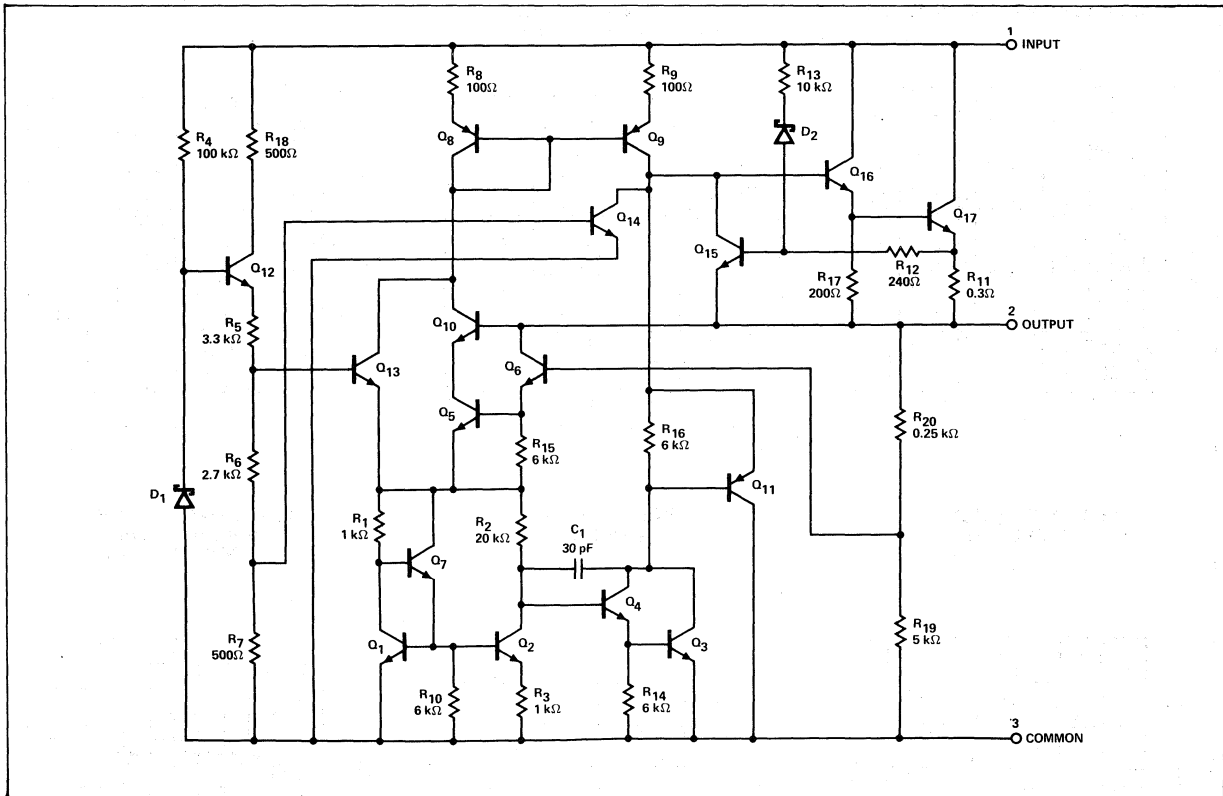 1
INPUT
R8
100Ω
R9
100Ω
R13
10 kΩ
R4
100 kΩ
R18
500Ω
Q8
Q9
D2
Q16
Q14
Q17
Q12
Q15
R12
240Ω
R17
200Ω
R11
0.3Ω
R5
3.3 kΩ
Q10
2
OUTPUT
Q13
Q6
Q5
R20
0.25 kΩ
R6
2.7 kΩ
R15
6 kΩ
R16
6 kΩ
D1
Q11
R1
1 kΩ
R2
20 kΩ
C1
30 pF
Q7
Q4
R7
500Ω
Q1
Q2
Q3
R19
5 kΩ
R10
6 kΩ
R3
1 kΩ
R14
6 kΩ
3
COMMON